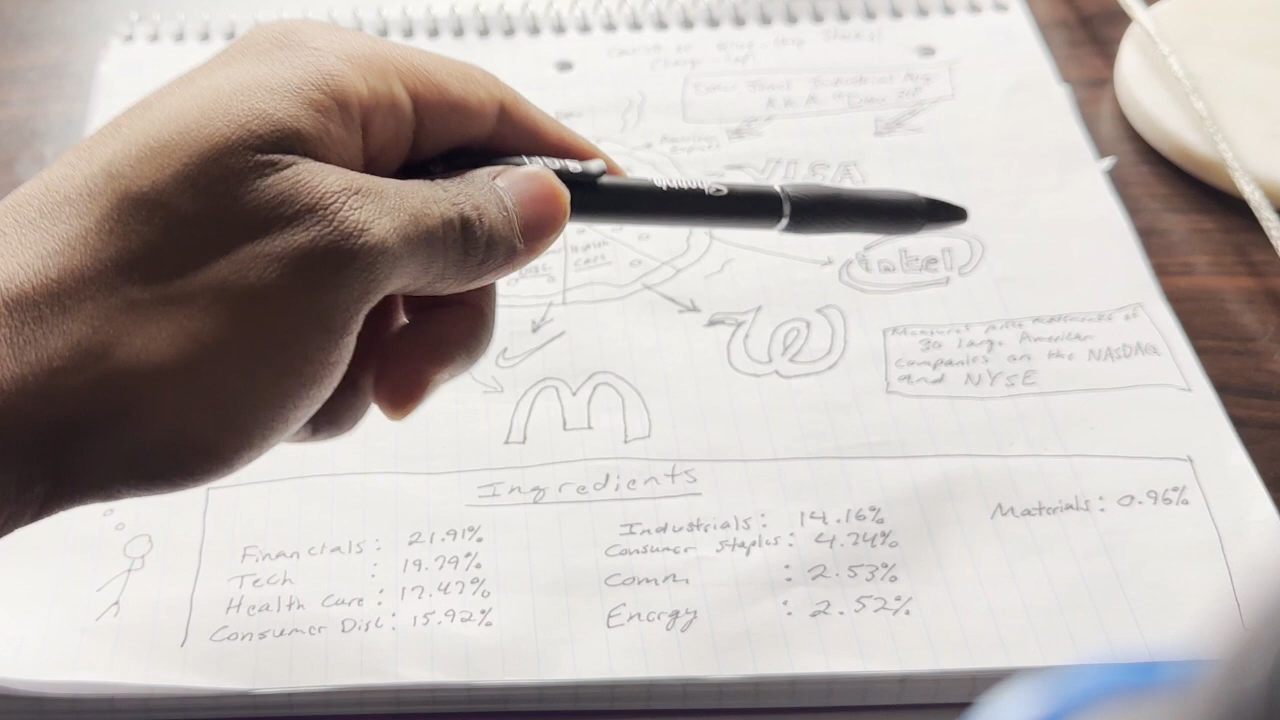 Dow Jones Industrial Avg
A.K.A. "Dow 30"
American
Express
VISA
Health
Care
intel
Measures price movements of
30 large American
companies on the NASDAQ
and NYSE
Ingredients
Financials: 21.91%
Tech : 19.79%
Health Care: 17.47%
Consumer Disc: 15.92%
Industrials: 14.16%
Consumer Staples: 4.74%
Comm : 2.53%
Energy : 2.52%
Materials: 0.96%